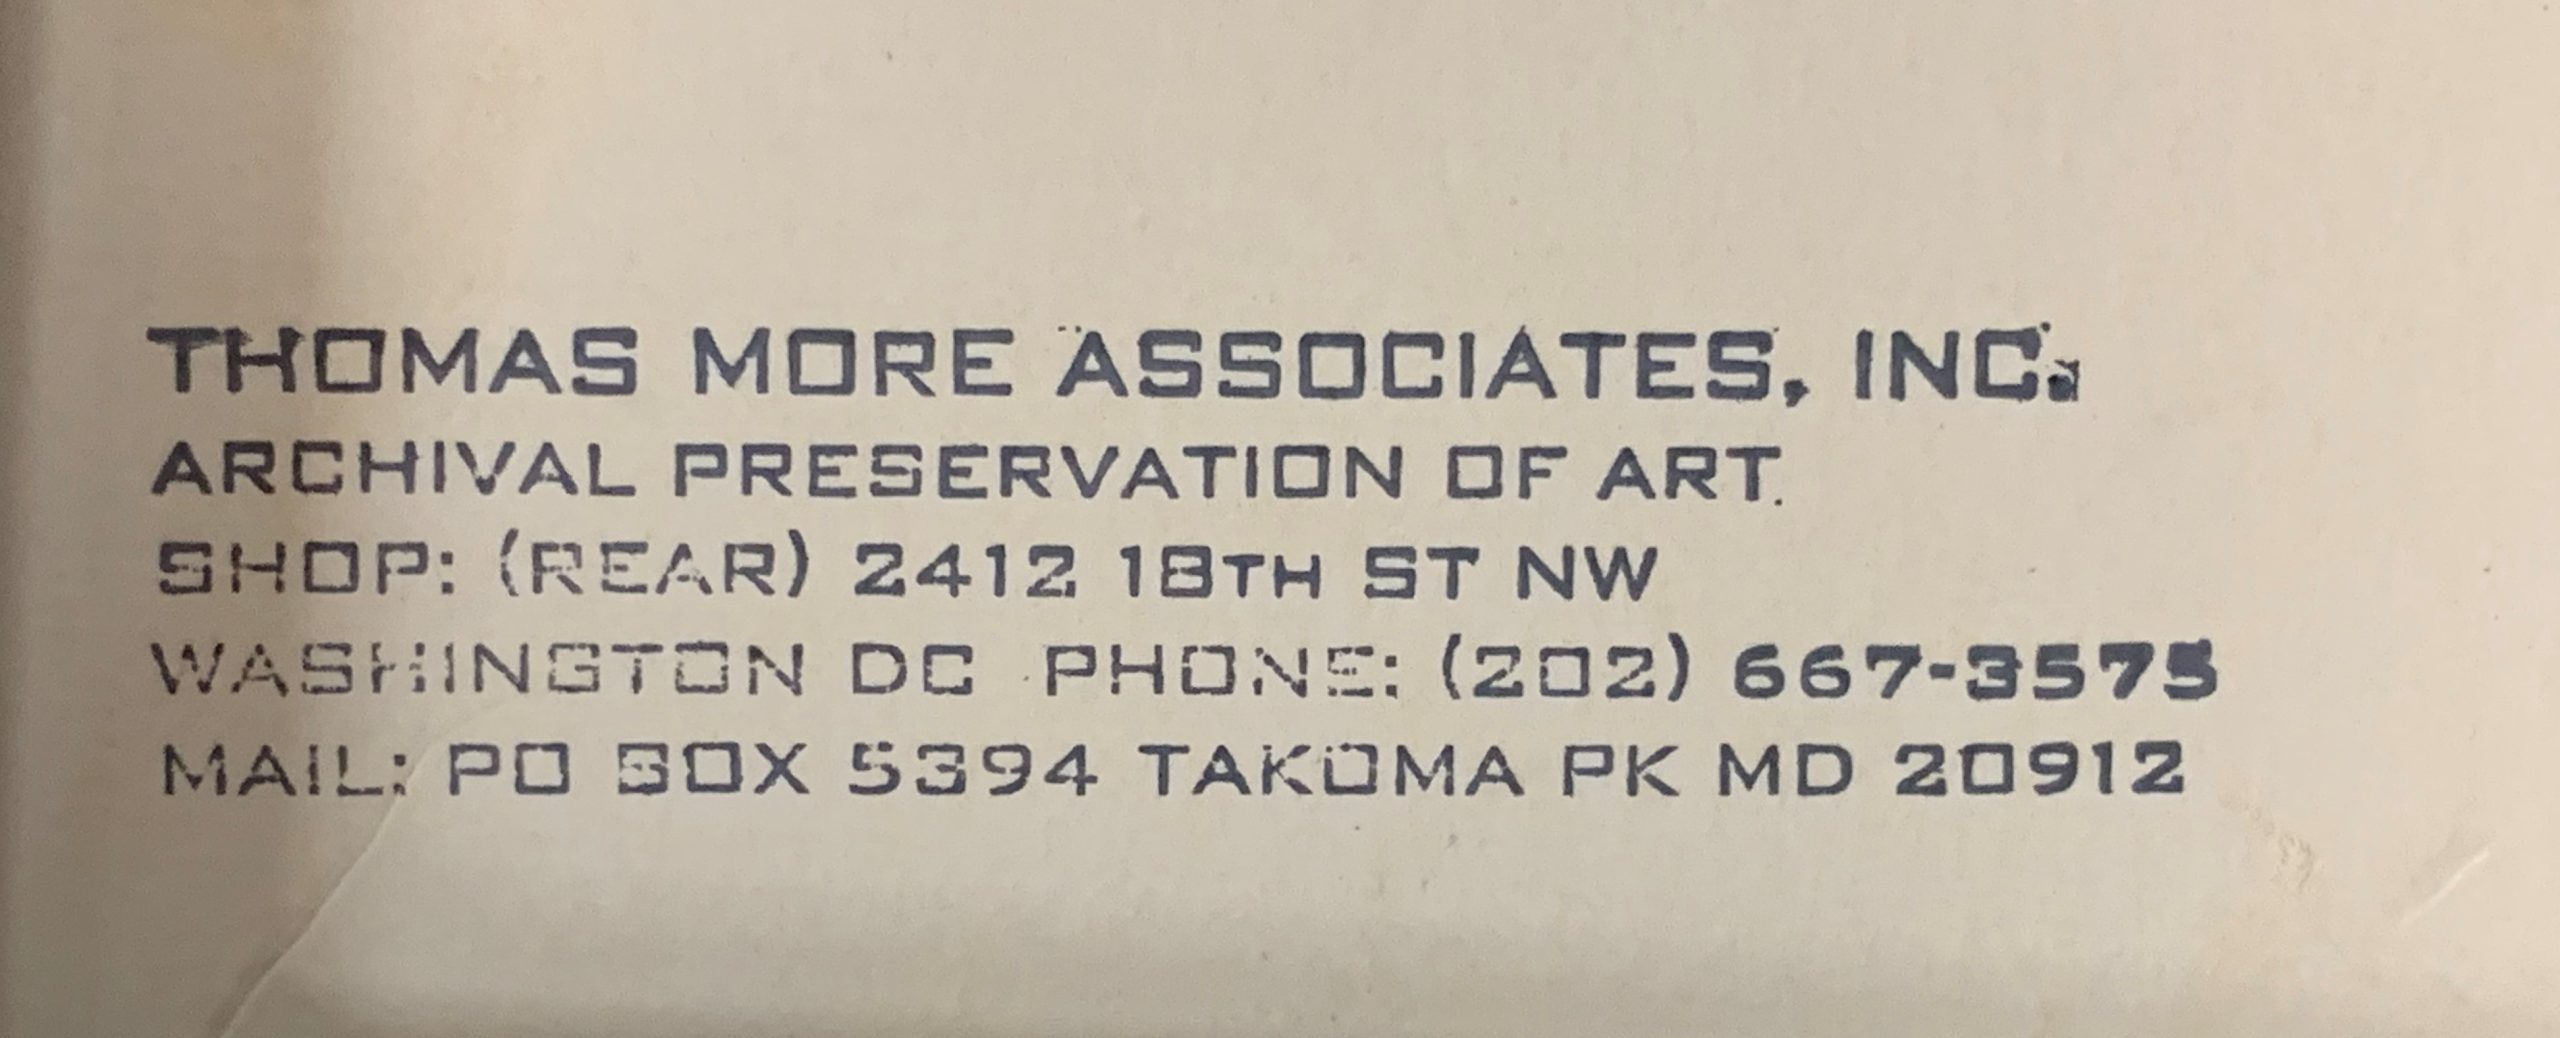 THOMAS MORE ASSOCIATES, INC.
ARCHIVAL PRESERVATION OF ART.
SHOP: (REAR) 2412 18TH ST NW
WASHINGTON DC PHONE: (202) 667-3575
MAIL: PO BOX 5394 TAKOMA PK MD 20912